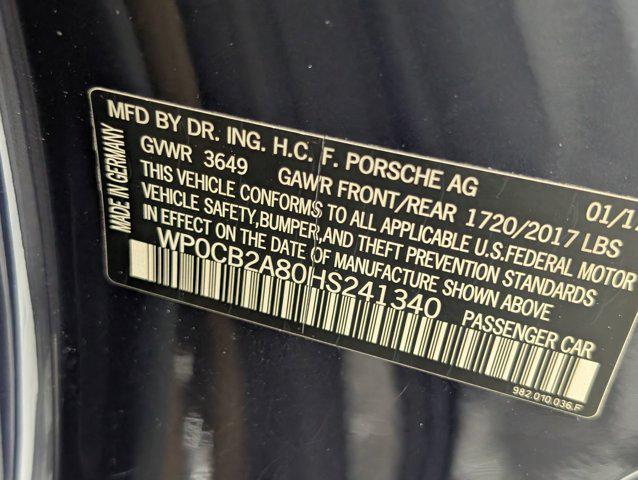 MFD BY DR. ING. H.C. F. PORSCHE AG 01/17
GVWR 3649 GAWR FRONT/REAR 1720/2017 LBS
THIS VEHICLE CONFORMS TO ALL APPLICABLE U.S.FEDERAL MOTOR
VEHICLE SAFETY,BUMPER,AND THEFT PREVENTION STANDARDS
IN EFFECT ON THE DATE OF MANUFACTURE SHOWN ABOVE
WP0CB2A80HS241340 PASSENGER CAR
MADE IN GERMANY
982.010.036.F